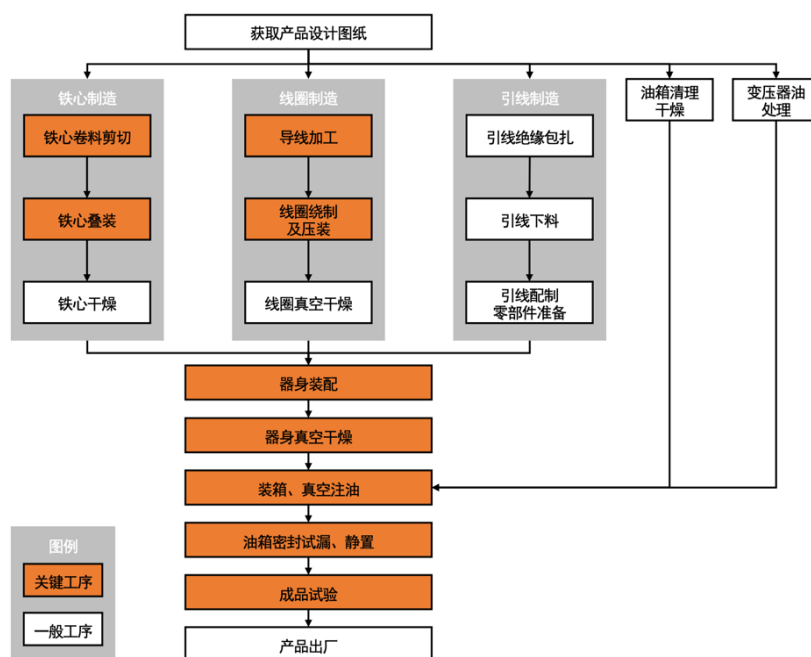 获取产品设计图纸
铁心制造
线圈制造
引线制造
油箱清理
干燥
变压器油
处理
铁心卷料剪切
导线加工
引线绝缘包扎
铁心叠装
线圈绕制
及压装
引线下料
铁心干燥
线圈真空干燥
引线配制
零部件准备
器身装配
器身真空干燥
装箱、真空注油
油箱密封试漏、静置
成品试验
产品出厂
图例
关键工序
一般工序